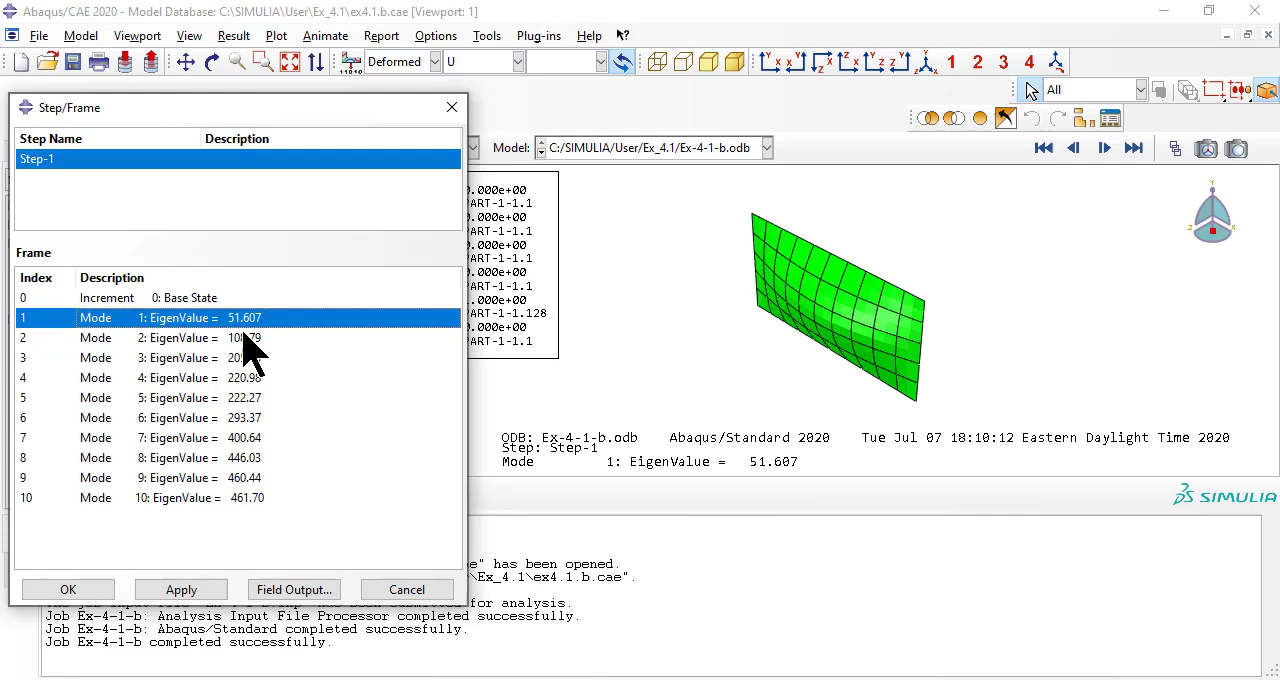 Abaqus/CAE 2020 - Model Database: C:\SIMULIA\User\Ex_4.1\ex4.1.b.cae [Viewport: 1]
File Model Viewport View Result Plot Animate Report Options Tools Plug-ins Help
Deformed U
1 2 3 4
All
Step/Frame
Model: C:/SIMULIA/User/Ex_4.1/Ex-4-1-b.odb
Step Name Description
Step-1
Frame
Index Description
0 Increment 0: Base State
1 Mode 1: EigenValue = 51.607
2 Mode 2: EigenValue =
3 Mode 3: EigenValue =
4 Mode 4: EigenValue = 220.98
5 Mode 5: EigenValue = 222.27
6 Mode 6: EigenValue = 293.37
7 Mode 7: EigenValue = 400.64
8 Mode 8: EigenValue = 446.03
9 Mode 9: EigenValue = 460.44
10 Mode 10: EigenValue = 461.70
OK Apply Field Output... Cancel
.000e+00
ART-1-1.1
.000e+00
ART-1-1.1
.000e+00
ART-1-1.1
.000e+00
ART-1-1.1
.000e+00
ART-1-1.128
.000e+00
ART-1-1.1
Y
Z X
ODB: Ex-4-1-b.odb Abaqus/Standard 2020 Tue Jul 07 18:10:12 Eastern Daylight Time 2020
Step: Step-1
Mode 1: EigenValue = 51.607
SIMULIA
e" has been opened.
\Ex_4.1\ex4.1.b.cae".
for analysis.
Job Ex-4-1-b: Analysis Input File Processor completed successfully.
Job Ex-4-1-b: Abaqus/Standard completed successfully.
Job Ex-4-1-b completed successfully.